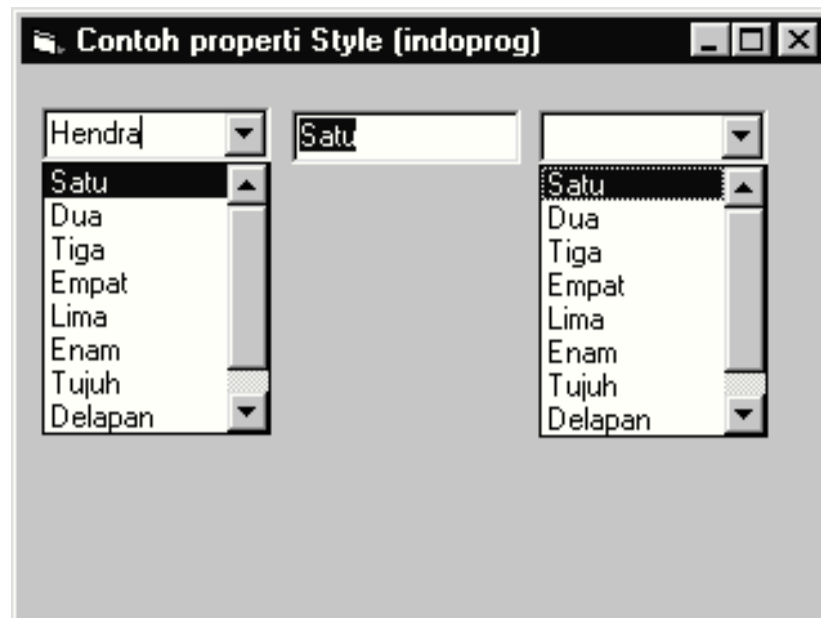 Contoh properti Style (indoprog)
Hendra
Satu
Dua
Tiga
Empat
Lima
Enam
Tujuh
Delapan
Satu
Satu
Dua
Tiga
Empat
Lima
Enam
Tujuh
Delapan